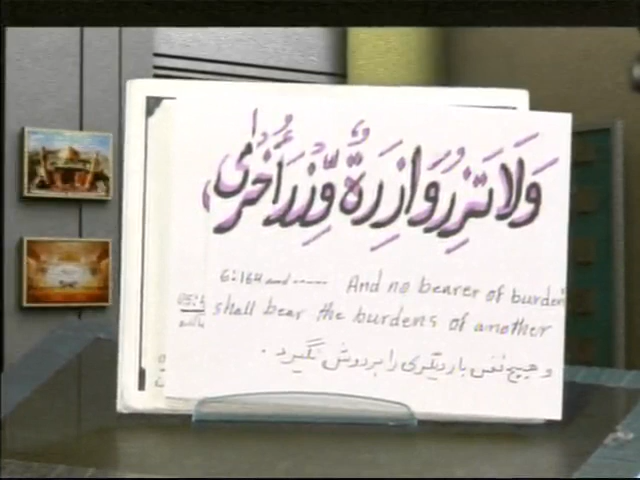 وَلَا تَزِرُ وَازِرَةٌ وِّزْرَ أُخْرَىٰ
6:164 and ------ And no bearer of burden
shall bear the burdens of another
و هیچ نفس بار دیگری را بر دوش نگیرد .